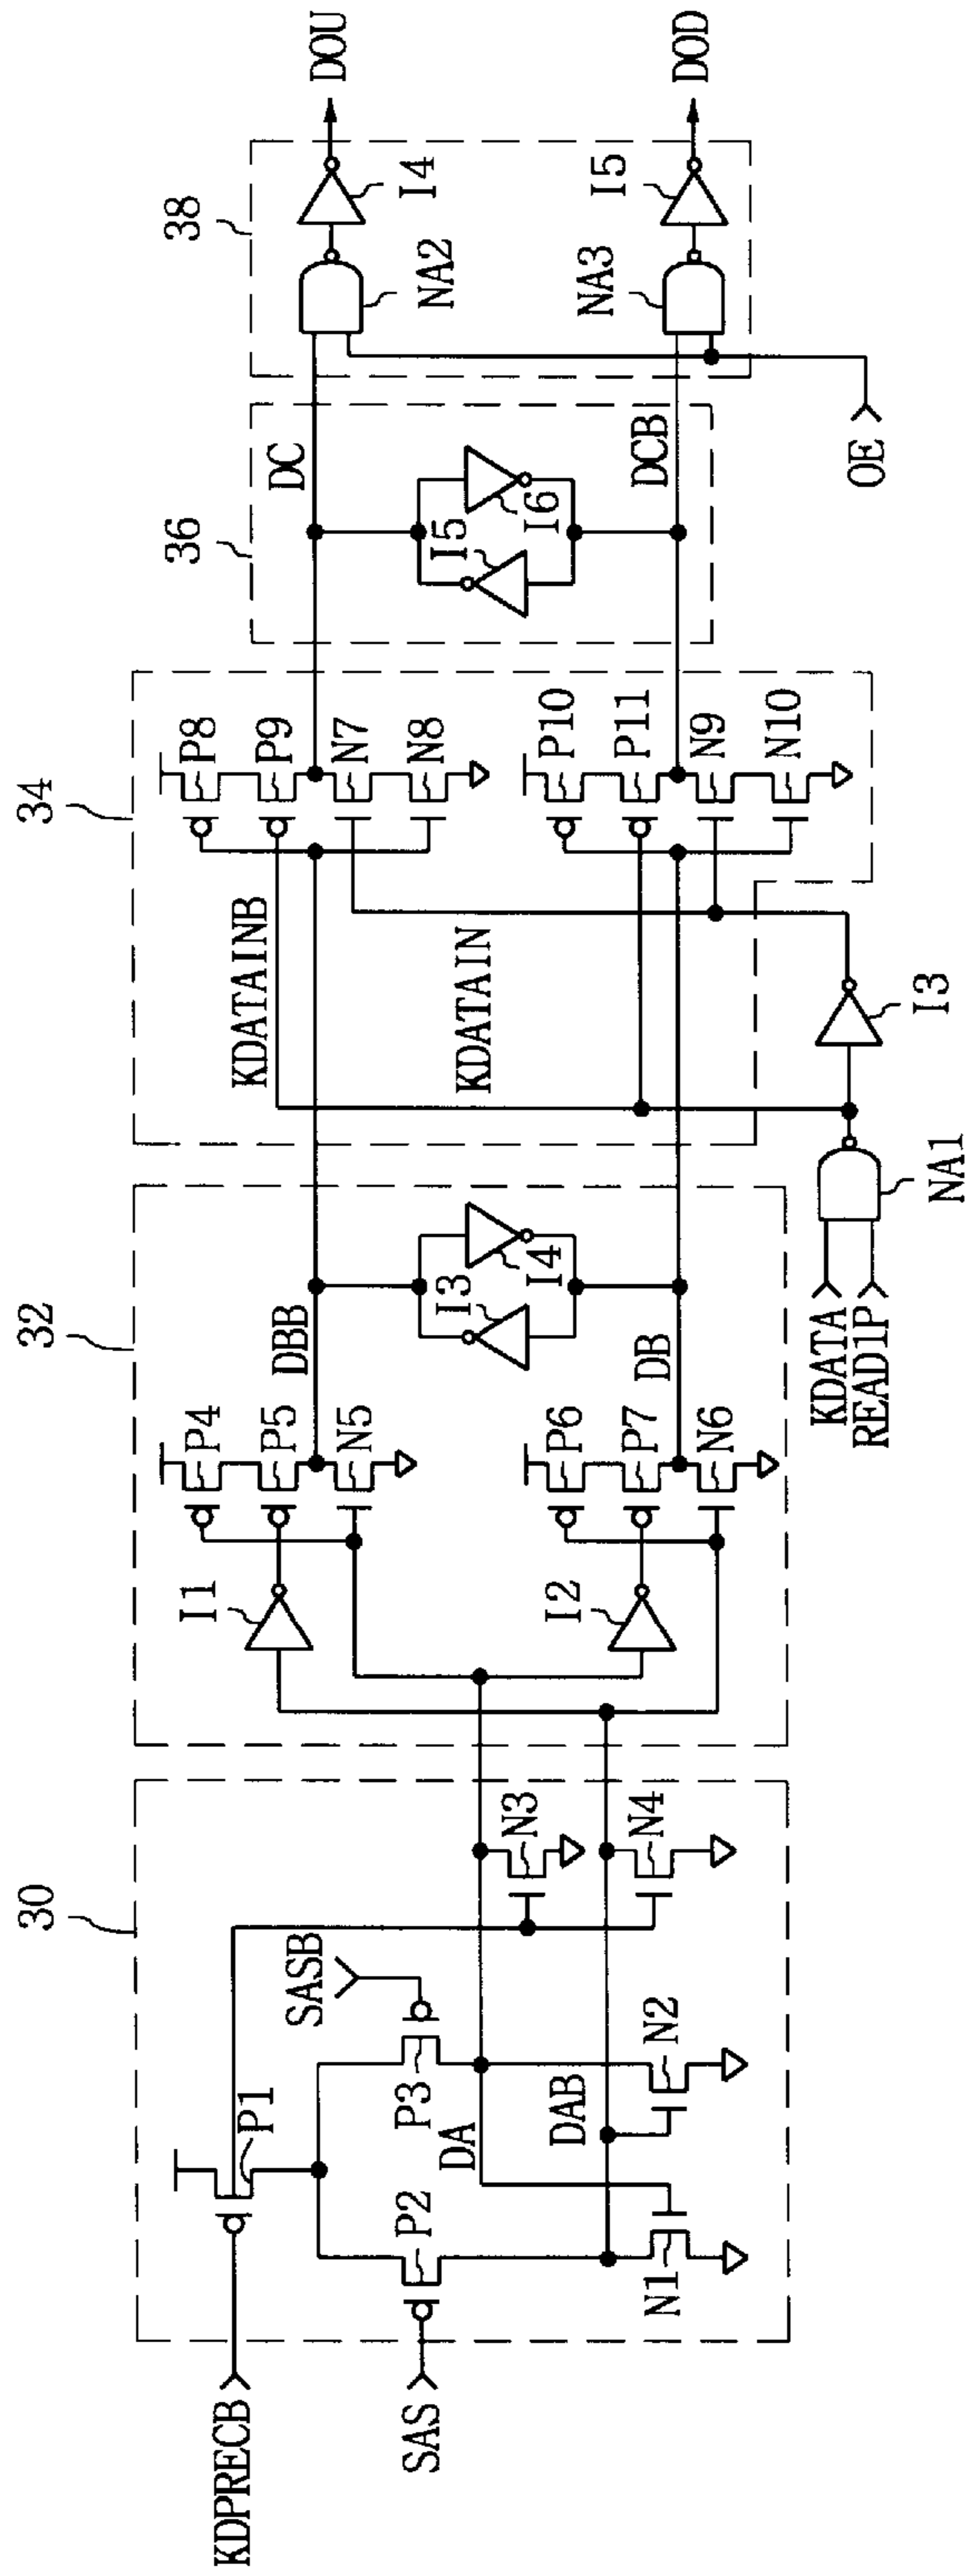 30
32
34
36
38
KDPRECB
SAS
P1
SASB
P2
P3
DA
DAB
N1
N2
N3
N4
I1
I2
P4
P5
N5
P6
P7
N6
DBB
DB
I3
I4
KDATAINB
KDATAIN
KDATA
READ1P
NA1
I3
P8
P9
N7
N8
P10
P11
N9
N10
DC
DCB
I5
I6
OE
NA2
NA3
I4
I5
DOU
DOD